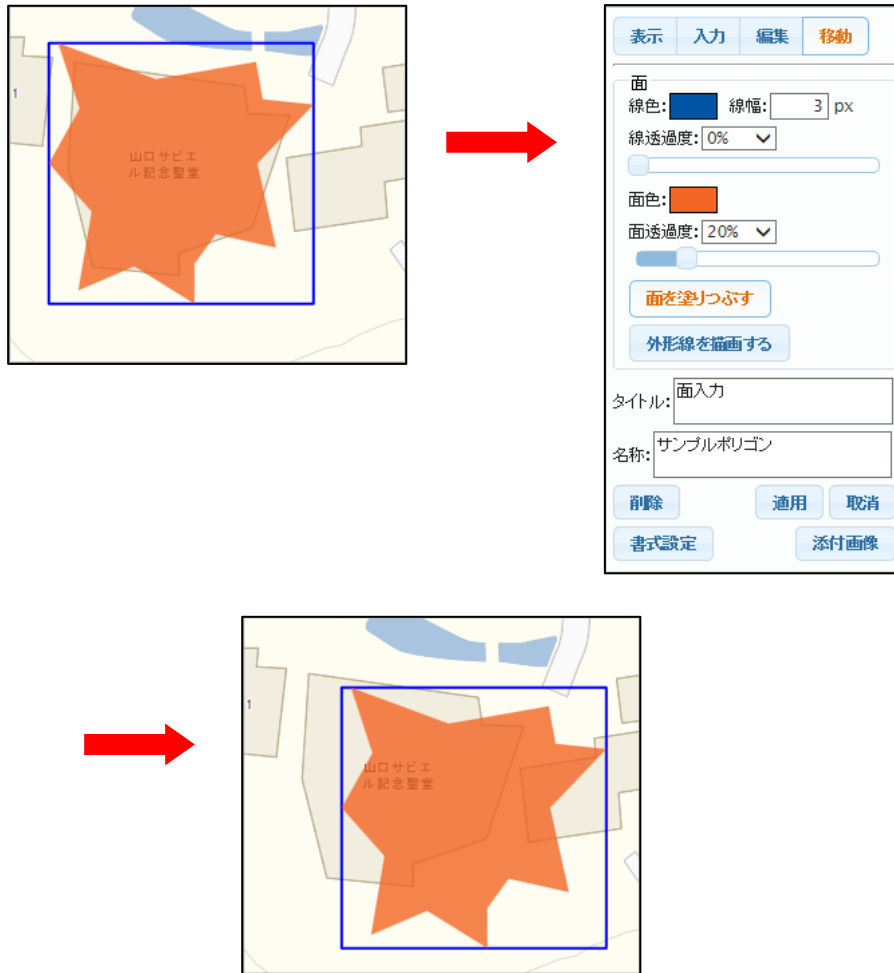 1
山口サビエ
ル記念聖堂
表示 入力 編集 移動
面
線色: 線幅: 3 px
線透過度: 0%
面色:
面透過度: 20%
面を塗りつぶす
外形線を描画する
タイトル: 面入力
名称: サンプルポリゴン
削除 適用 取消
書式設定 添付画像
1
山口サビエ
ル記念聖堂